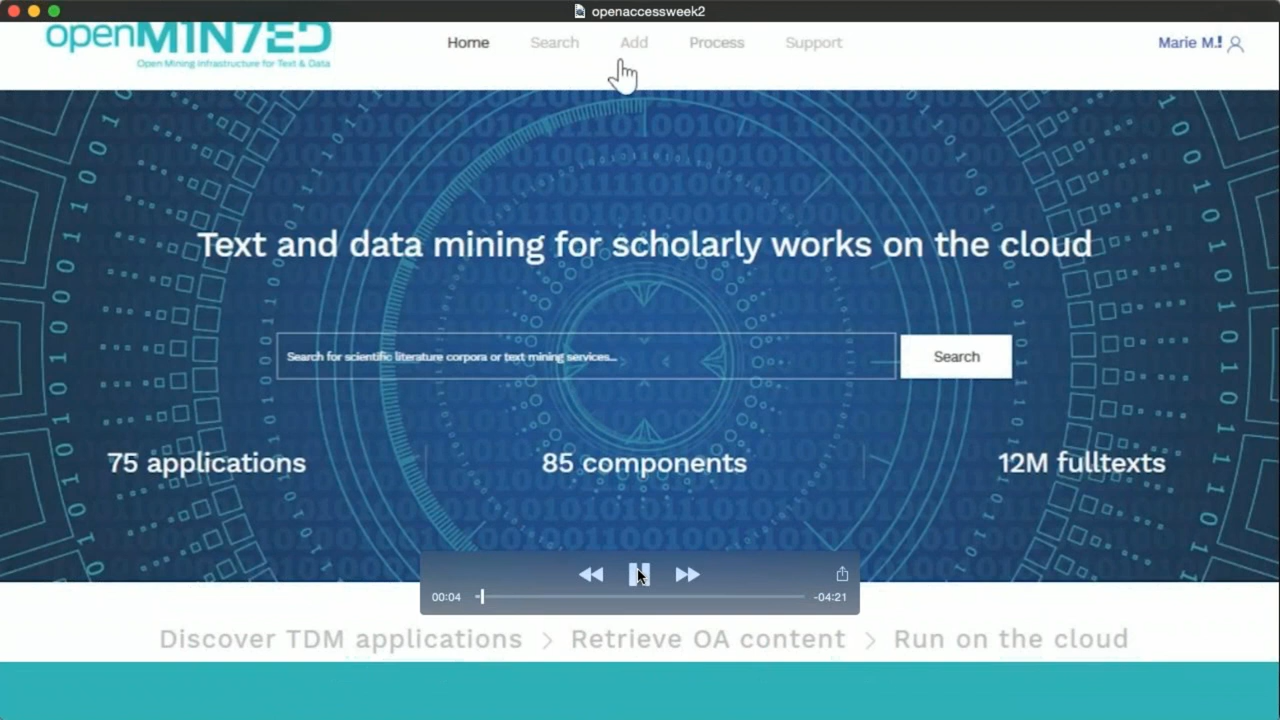 openaccessweek2
openM1N7ED
Open Mining Infrastructure for Text & Data
Home
Search
Add
Process
Support
Marie M.!
Text and data mining for scholarly works on the cloud
Search for scientific literature corpora or text mining services...
Search
75 applications
85 components
12M fulltexts
00:04
-04:21
Discover TDM applications > Retrieve OA content > Run on the cloud